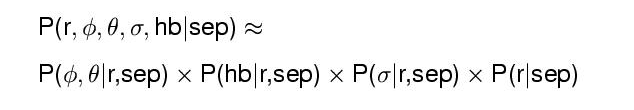 P(r, ϕ, θ, σ, hb|sep) ≈
P(ϕ, θ|r,sep) × P(hb|r,sep) × P(σ|r,sep) × P(r|sep)